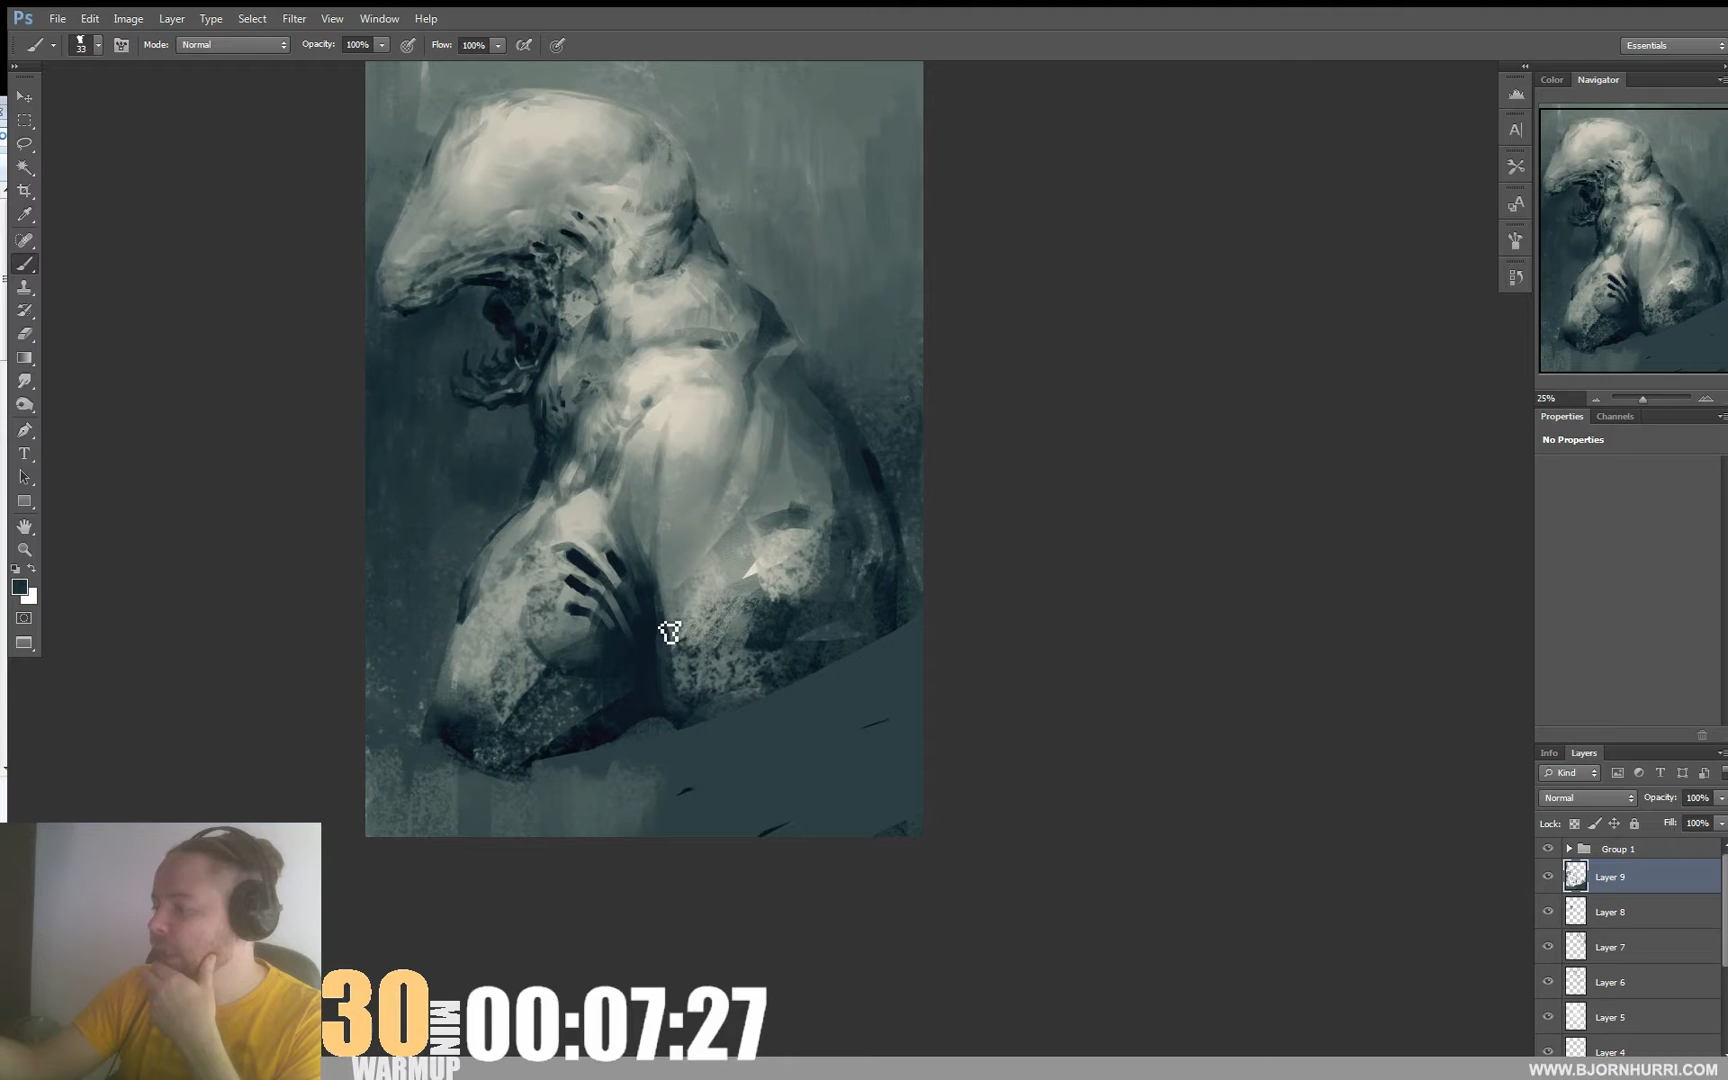 Ps File Edit Image Layer Type Select Filter View Window Help
33 Mode: Normal Opacity: 100% Flow: 100% Essentials
Color Navigator
25%
Properties Channels
No Properties
Info Layers
Kind
Normal Opacity: 100%
Lock: Fill: 100%
Group 1
Layer 9
Layer 8
Layer 7
Layer 6
Layer 5
Layer 4
30 MIN 00:07:27
WARMUP
WWW.BJORNHURRI.COM